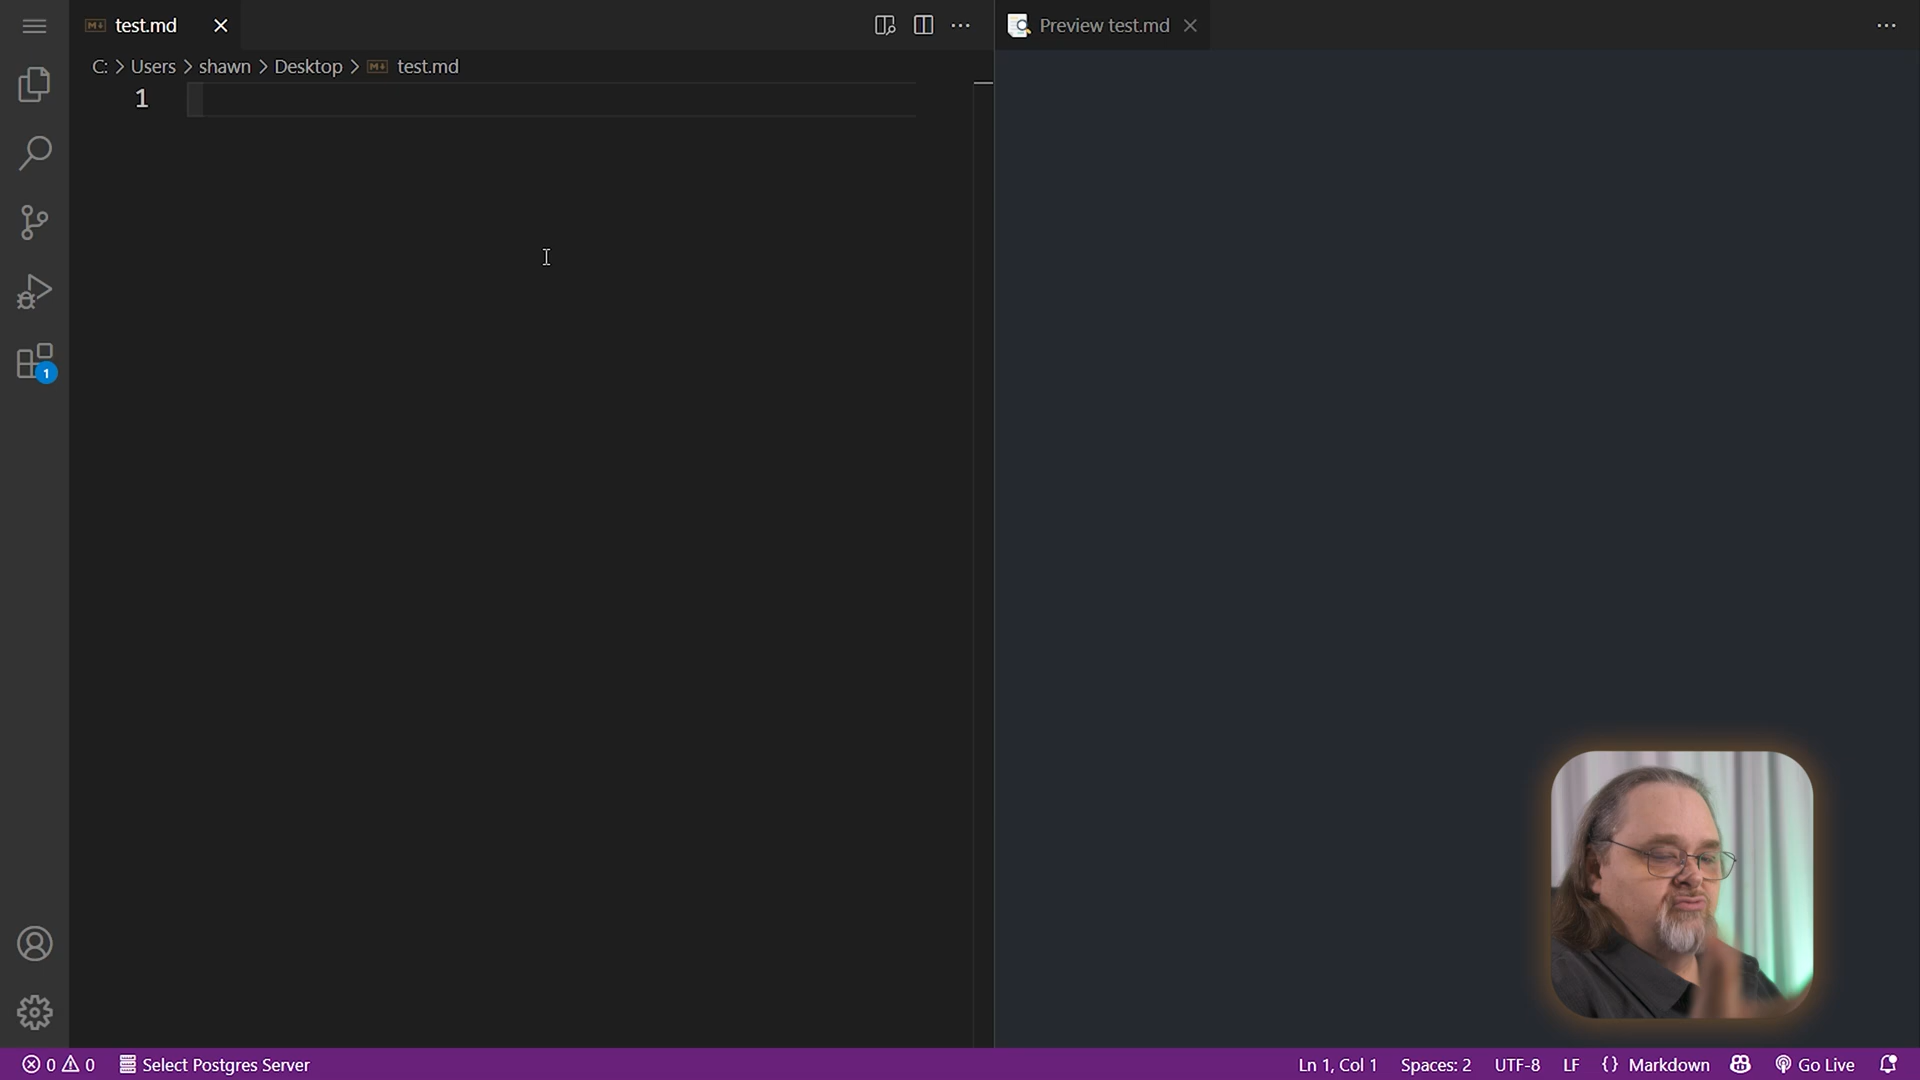 test.md
Preview test.md
C: > Users > shawn > Desktop > test.md
1
1
0 0 Select Postgres Server
Ln 1, Col 1 Spaces: 2 UTF-8 LF {} Markdown Go Live